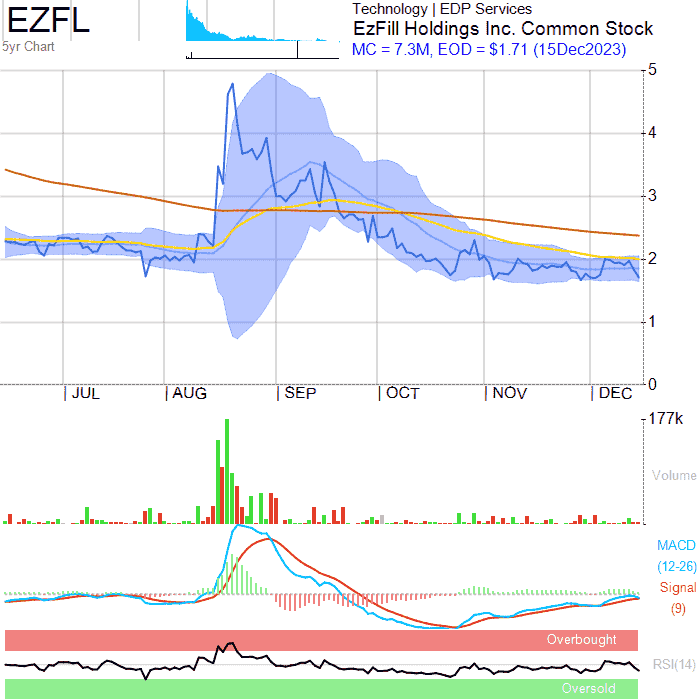 EZFL
5yr Chart
Technology | EDP Services
EzFill Holdings Inc. Common Stock
MC = 7.3M, EOD = $1.71 (15Dec2023)
5
4
3
2
1
0
JUL
AUG
SEP
OCT
NOV
DEC
177k
Volume
MACD
(12-26)
Signal
(9)
Overbought
RSI(14)
Oversold